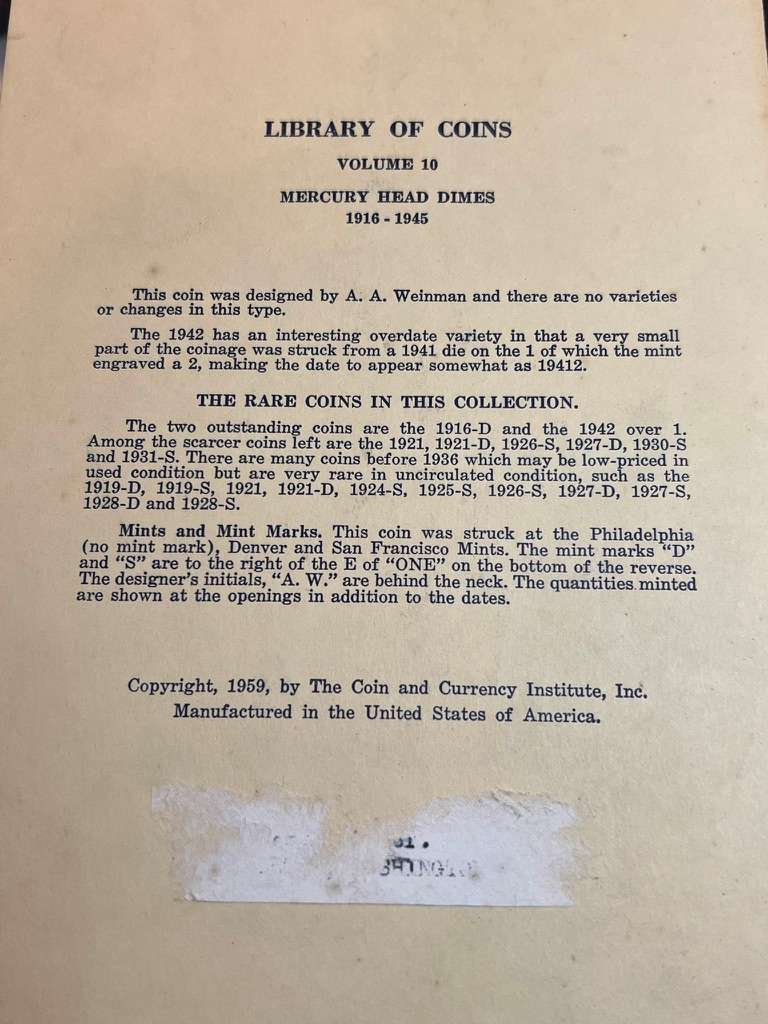 LIBRARY OF COINS
VOLUME 10
MERCURY HEAD DIMES
1916 - 1945
This coin was designed by A. A. Weinman and there are no varieties
or changes in this type.
The 1942 has an interesting overdate variety in that a very small
part of the coinage was struck from a 1941 die on the 1 of which the mint
engraved a 2, making the date to appear somewhat as 19412.
THE RARE COINS IN THIS COLLECTION.
The two outstanding coins are the 1916-D and the 1942 over 1.
Among the scarcer coins left are the 1921, 1921-D, 1926-S, 1927-D, 1930-S
and 1931-S. There are many coins before 1936 which may be low-priced in
used condition but are very rare in uncirculated condition, such as the
1919-D, 1919-S, 1921, 1921-D, 1924-S, 1925-S, 1926-S, 1927-D, 1927-S,
1928-D and 1928-S.
Mints and Mint Marks. This coin was struck at the Philadelphia
(no mint mark), Denver and San Francisco Mints. The mint marks “D”
and “S” are to the right of the E of “ONE” on the bottom of the reverse.
The designer's initials, “A. W.” are behind the neck. The quantities minted
are shown at the openings in addition to the dates.
Copyright, 1959, by The Coin and Currency Institute, Inc.
Manufactured in the United States of America.